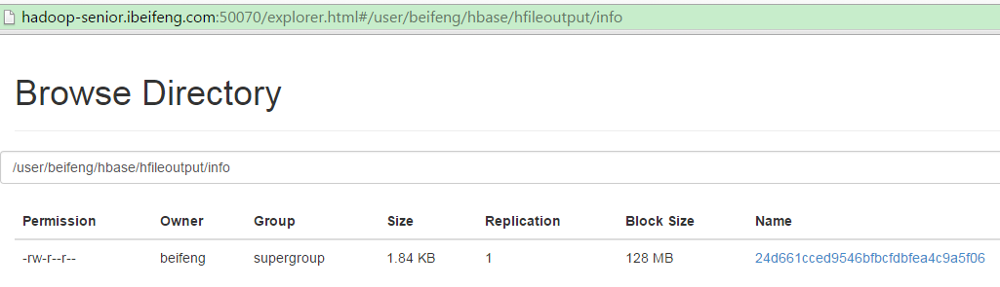 hadoop-senior.ibeifeng.com:50070/explorer.html#/user/beifeng/hbase/hfileoutput/info
Browse Directory
/user/beifeng/hbase/hfileoutput/info
Permission Owner Group Size Replication Block Size Name
-rw-r--r-- beifeng supergroup 1.84 KB 1 128 MB 24d661cced9546bfbcfdbfea4c9a5f06